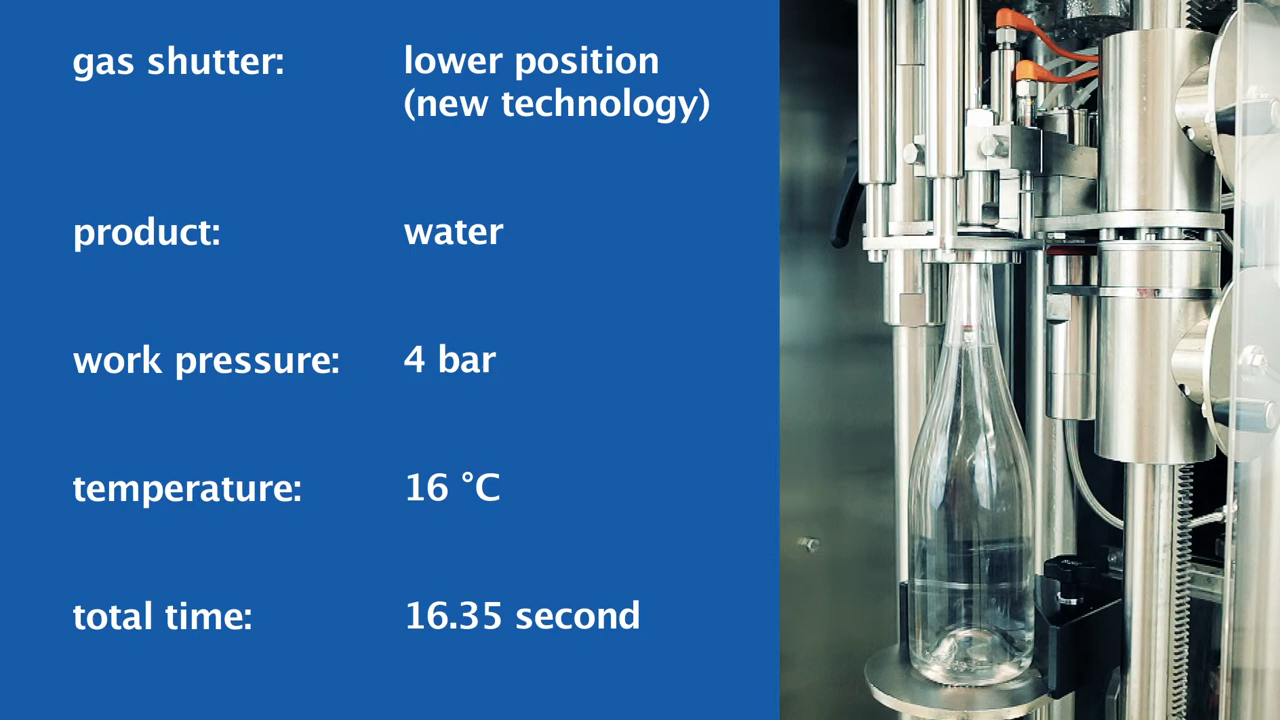 gas shutter: lower position
(new technology)
product: water
work pressure: 4 bar
temperature: 16 °C
total time: 16.35 second